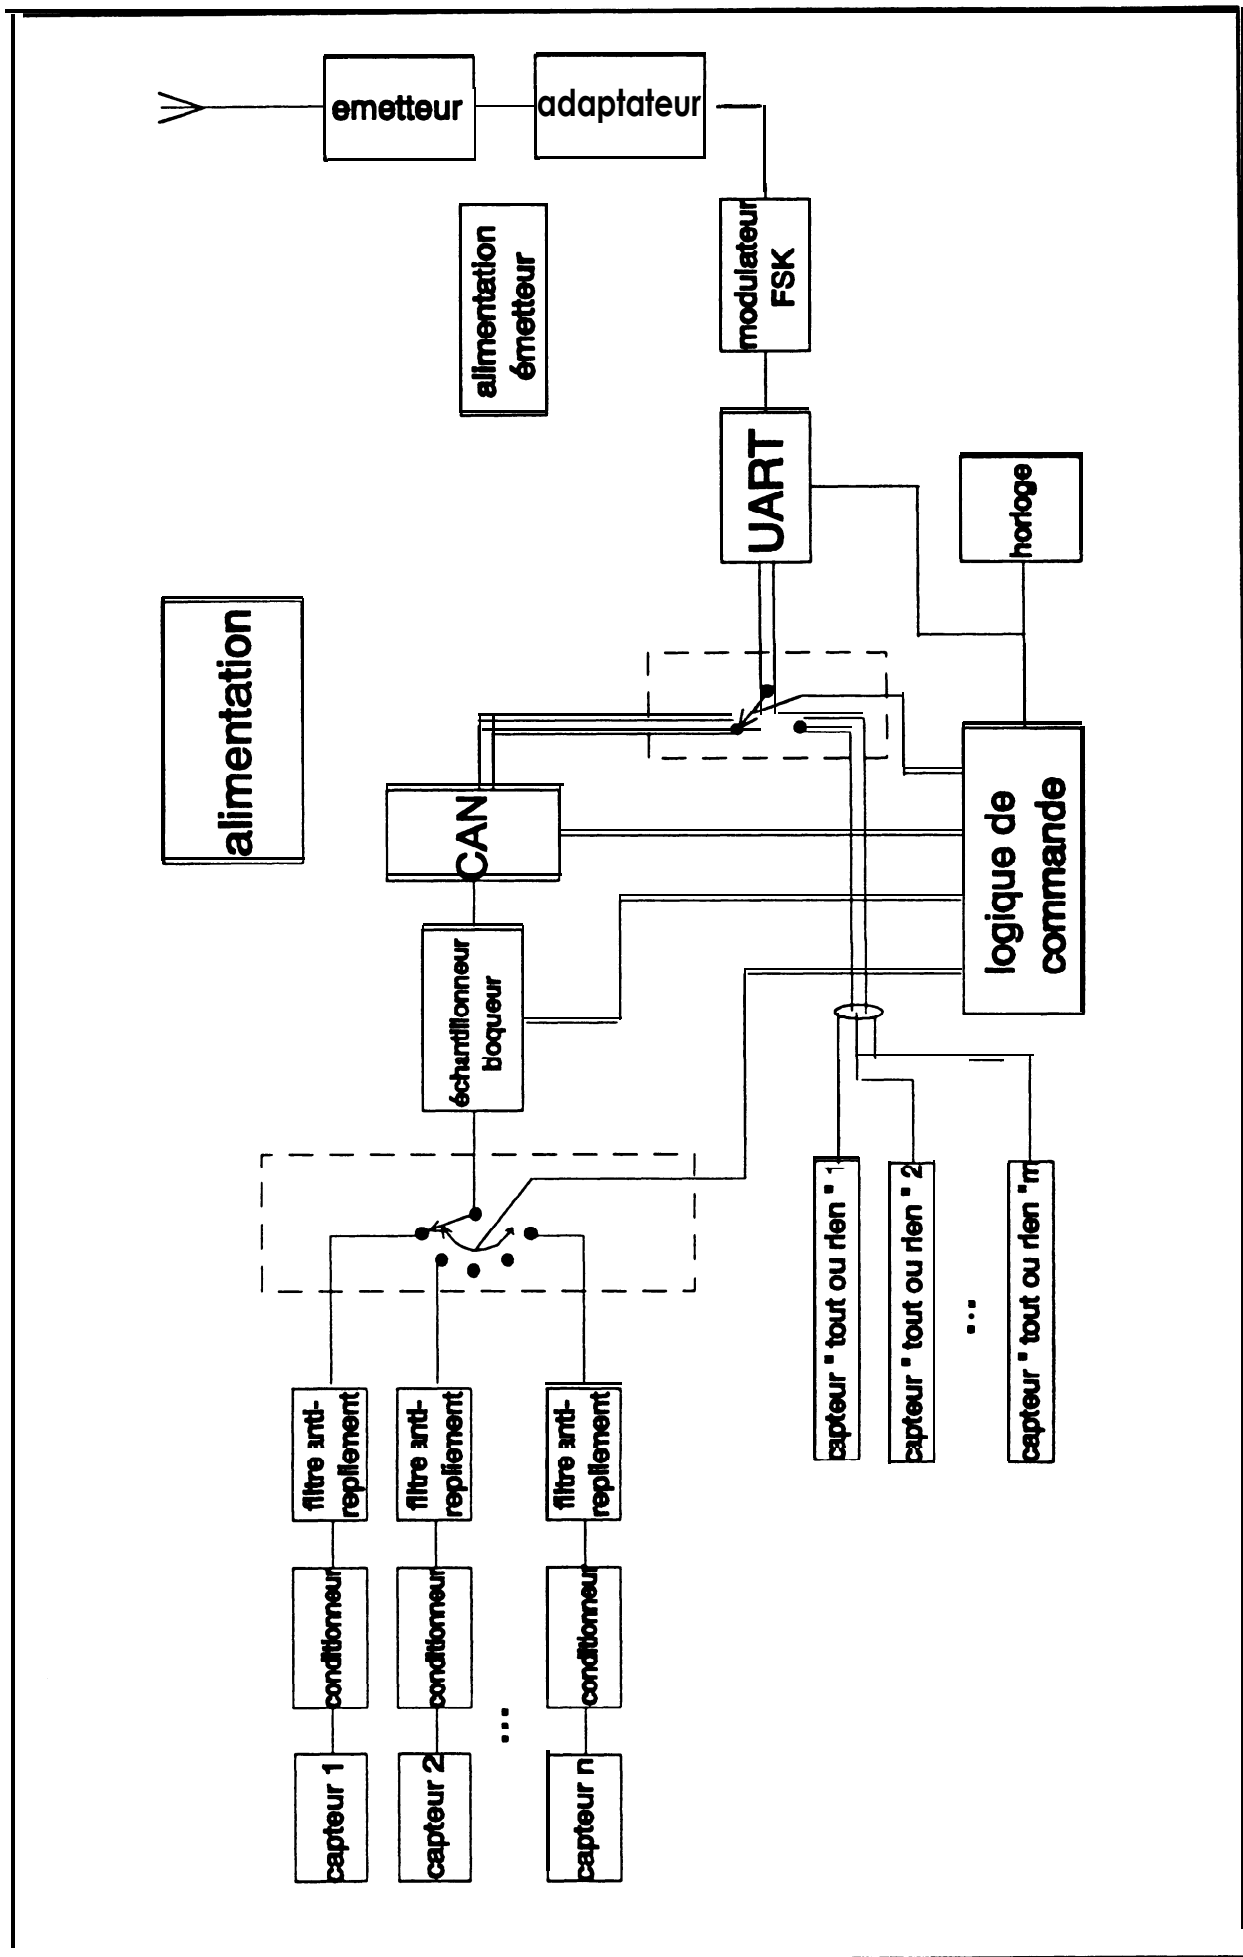 emetteur
adaptateur
alimentation
émetteur
modulateur
FSK
UART
horloge
alimentation
CAN
logique de
commande
échantillonneur
bloqueur
capteur " tout ou rien " 1
capteur " tout ou rien " 2
...
capteur " tout ou rien "m
filtre anti-
repliement
filtre anti-
repliement
filtre anti-
repliement
conditionneur
conditionneur
conditionneur
...
capteur 1
capteur 2
capteur n